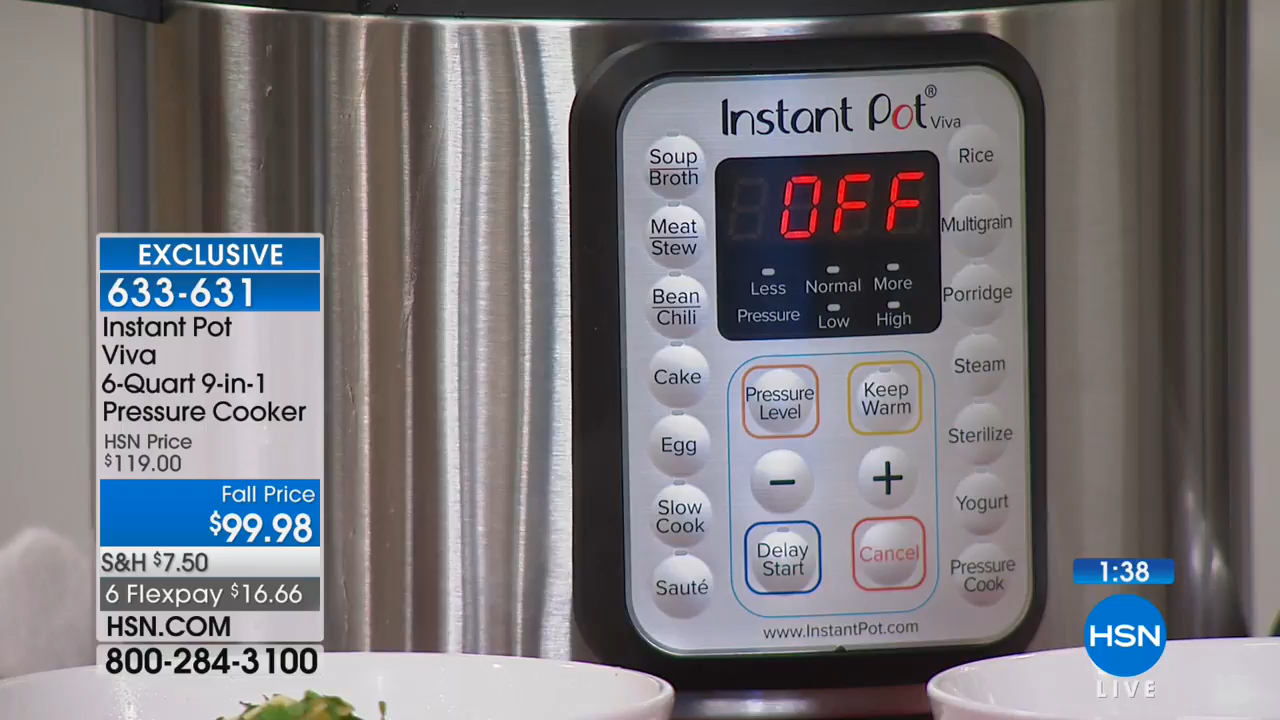 EXCLUSIVE
633-631
Instant Pot
Viva
6-Quart 9-in-1
Pressure Cooker
HSN Price
$119.00
Fall Price
$99.98
S&H $7.50
6 Flexpay $16.66
HSN.COM
800-284-3100
Instant Pot®
Viva
OFF
Less Normal More
Pressure Low High
Soup
Broth
Meat
Stew
Bean
Chili
Cake
Egg
Slow
Cook
Sauté
Pressure
Level
Keep
Warm
−
+
Delay
Start
Cancel
Rice
Multigrain
Porridge
Steam
Sterilize
Yogurt
Pressure
Cook
www.InstantPot.com
1:38
HSN
LIVE